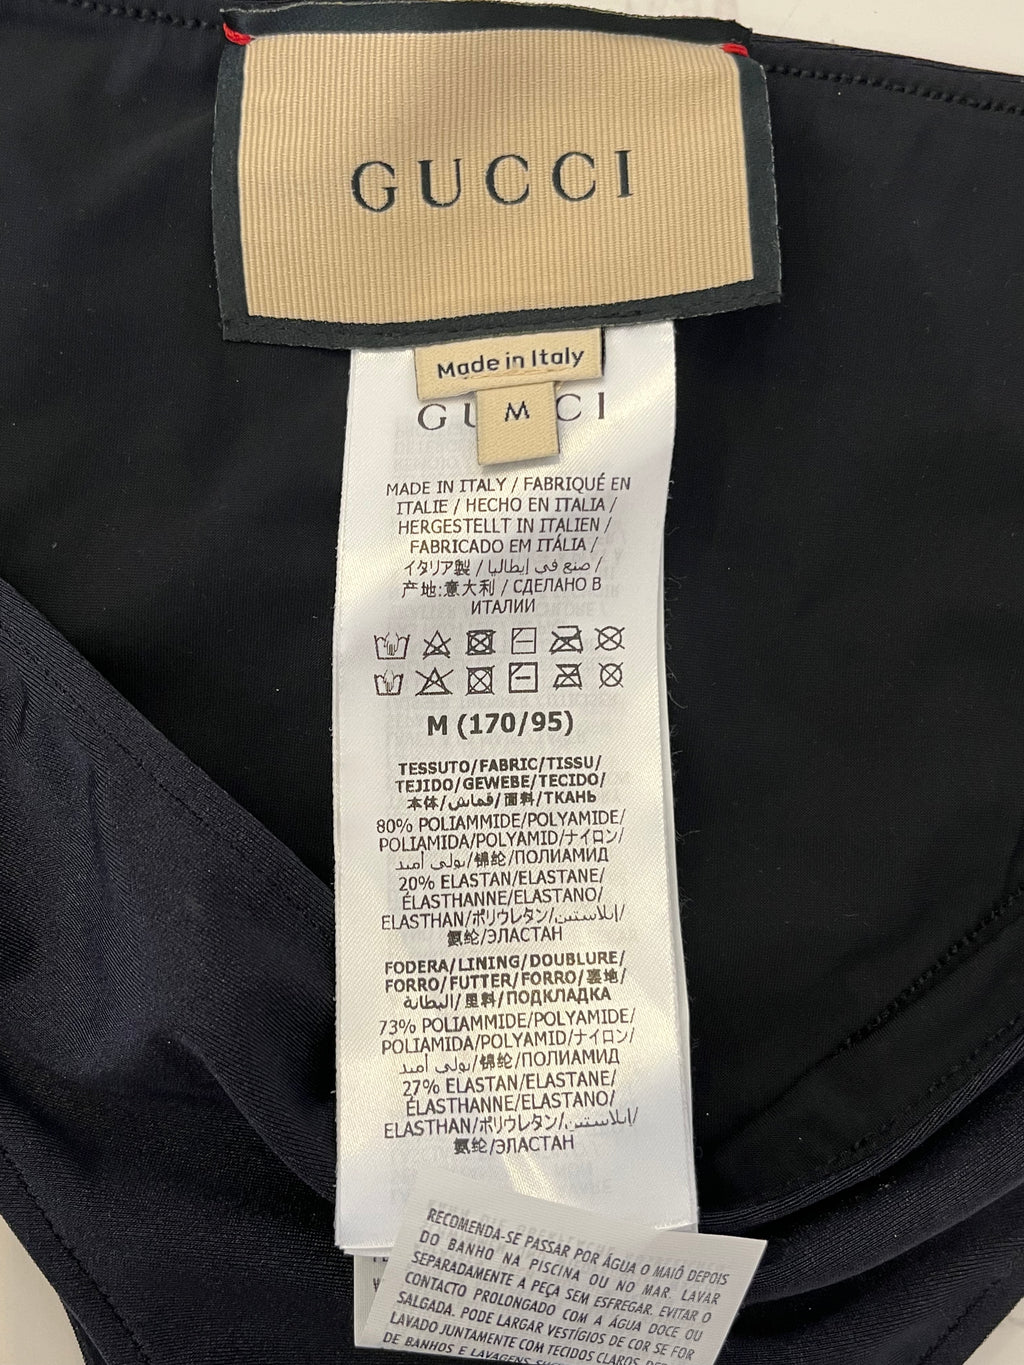 GUCCI
Made in Italy
M
MADE IN ITALY / FABRIQUÉ EN
ITALIE / HECHO EN ITALIA /
HERGESTELLT IN ITALIEN /
FABRICADO EM ITÁLIA /
イタリア製 / صنع في إيطاليا /
产地:意大利 / СДЕЛАНО В
ИТАЛИИ
M (170/95)
TESSUTO/FABRIC/TISSU/
TEJIDO/GEWEBE/TECIDO/
本体/قماش/面料/ТКАНЬ
80% POLIAMMIDE/POLYAMIDE/
POLIAMIDA/POLYAMID/ナイロン/
بولي أميد/锦纶/ПОЛИАМИД
20% ELASTAN/ELASTANE/
ÉLASTHANNE/ELASTANO/
ELASTHAN/ポリウレタン/إيلاستين/
氨纶/ЭЛАСТАН
FODERA/LINING/DOUBLURE/
FORRO/FUTTER/FORRO/裏地/
البطانة/里料/ПОДКЛАДКА
73% POLIAMMIDE/POLYAMIDE/
POLIAMIDA/POLYAMID/ナイロン/
بولي أميد/锦纶/ПОЛИАМИД
27% ELASTAN/ELASTANE/
ÉLASTHANNE/ELASTANO/
ELASTHAN/ポリウレタン/إيلاستين/
氨纶/ЭЛАСТАН
RECOMENDA-SE PASSAR POR ÁGUA O MAIÔ DEPOIS
DO BANHO NA PISCINA OU NO MAR. LAVAR
SEPARADAMENTE A PEÇA SEM ESFREGAR. EVITAR O
CONTACTO PROLONGADO COM A ÁGUA DOCE OU
SALGADA. PODE LARGAR VESTÍGIOS DE COR SE FOR
LAVADO JUNTAMENTE COM TECIDOS CLAROS.
DE BANHOS E LAVAGENS